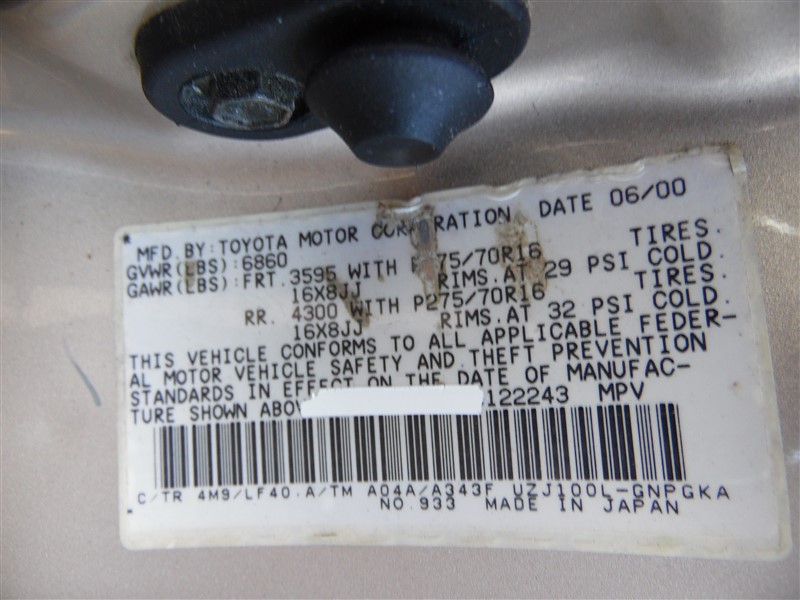 MFD. BY: TOYOTA MOTOR CORPORATION DATE 06/00
GVWR(LBS): 6860
GAWR(LBS): FRT. 3595 WITH P275/70R16 TIRES.
16X8JJ RIMS. AT 29 PSI COLD.
RR. 4300 WITH P275/70R16 TIRES.
16X8JJ RIMS. AT 32 PSI COLD.
THIS VEHICLE CONFORMS TO ALL APPLICABLE FEDER-
AL MOTOR VEHICLE SAFETY AND THEFT PREVENTION
STANDARDS IN EFFECT ON THE DATE OF MANUFAC-
TURE SHOWN ABOV 122243 MPV
C/TR 4M9/LF40. A/TM A04A/A343F UZJ100L-GNPGKA
NO. 933 MADE IN JAPAN